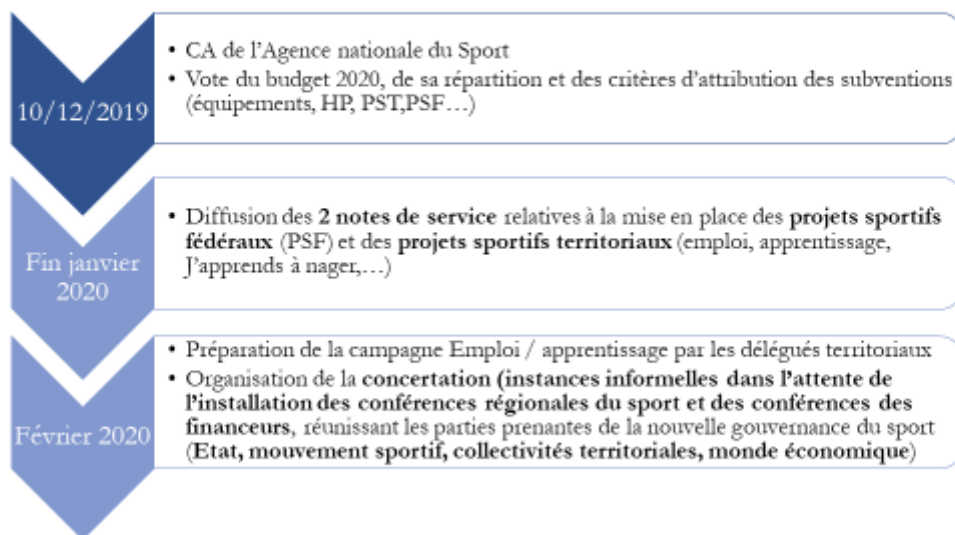 10/12/2019
• CA de l'Agence nationale du Sport
• Vote du budget 2020, de sa répartition et des critères d'attribution des subventions
(équipements, HP, PST,PSF…)
Fin janvier
2020
• Diffusion des 2 notes de service relatives à la mise en place des projets sportifs
fédéraux (PSF) et des projets sportifs territoriaux (emploi, apprentissage,
J'apprends à nager,…)
Février 2020
• Préparation de la campagne Emploi / apprentissage par les délégués territoriaux
• Organisation de la concertation (instances informelles dans l'attente de
l'installation des conférences régionales du sport et des conférences des
financeurs, réunissant les parties prenantes de la nouvelle gouvernance du sport
(Etat, mouvement sportif, collectivités territoriales, monde économique)